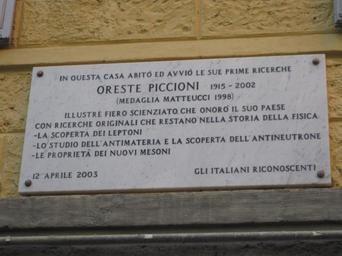 IN QUESTA CASA ABITÒ ED AVVIÒ LE SUE PRIME RICERCHE
ORESTE PICCIONI 1915 - 2002
(MEDAGLIA MATTEUCCI 1998)
ILLUSTRE FIERO SCIENZIATO CHE ONORÒ IL SUO PAESE
CON RICERCHE ORIGINALI CHE RESTANO NELLA STORIA DELLA FISICA
-LA SCOPERTA DEI LEPTONI
-LO STUDIO DELL'ANTIMATERIA E LA SCOPERTA DELL'ANTINEUTRONE
-LE PROPRIETÀ DEI NUOVI MESONI
12 APRILE 2003 GLI ITALIANI RICONOSCENTI